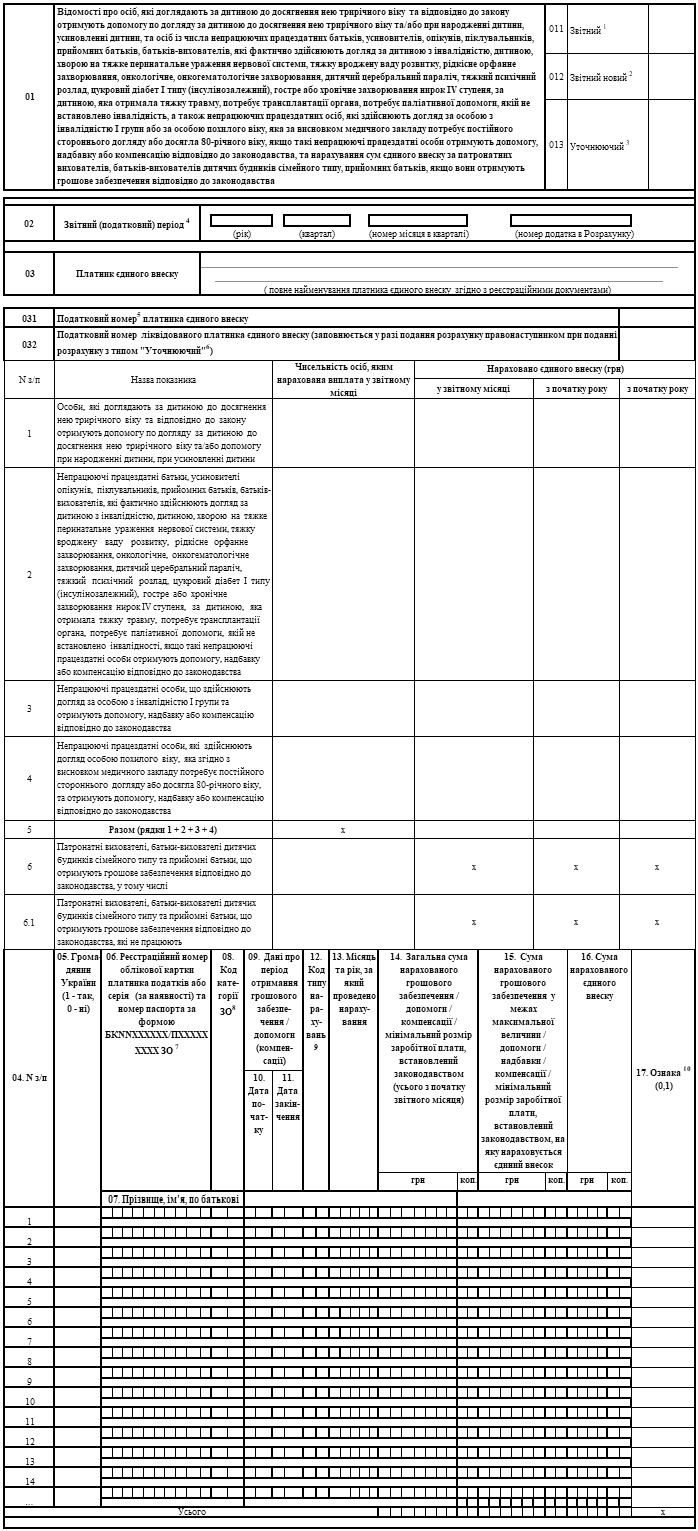 01
Відомості про осіб, які доглядають за дитиною до досягнення нею трирічного віку та відповідно до закону
отримують допомогу по догляду за дитиною до досягнення нею трирічного віку та/або при народженні дитини,
усиновленні дитини, та осіб із числа непрацюючих працездатних батьків, усиновителів, опікунів, піклувальників,
прийомних батьків, батьків-вихователів, які фактично здійснюють догляд за дитиною з інвалідністю, дитиною,
хворою на тяжке перинатальне ураження нервової системи, тяжку вроджену ваду розвитку, рідкісне орфанне
захворювання, онкологічне, онкогематологічне захворювання, дитячий церебральний параліч, тяжкий психічний
розлад, цукровий діабет I типу (інсулінозалежний), гостре або хронічне захворювання нирок IV ступеня, за
дитиною, яка отримала тяжку травму, потребує трансплантації органа, потребує паліативної допомоги, якій не
встановлено інвалідність, а також непрацюючих працездатних осіб, які здійснюють догляд за особою з
інвалідністю I групи або за особою похилого віку, яка за висновком медичного закладу потребує постійного
стороннього догляду або досягла 80-річного віку, якщо такі непрацюючі працездатні особи отримують допомогу,
надбавку або компенсацію відповідно до законодавства, та нарахування сум єдиного внеску за патронатних
вихователів, батьків-вихователів дитячих будинків сімейного типу, прийомних батьків, якщо вони отримують
грошове забезпечення відповідно до законодавства
011 Звітний 1
012 Звітний новий 2
013 Уточнюючий 3
02 Звітний (податковий) період 4
(рік) (квартал) (номер місяця в кварталі) (номер додатка в Розрахунку)
03 Платник єдиного внеску
( повне найменування платника єдиного внеску згідно з реєстраційними документами)
031 Податковий номер5 платника єдиного внеску
032 Податковий номер ліквідованого платника єдиного внеску (заповнюється у разі подання розрахунку правонаступником при поданні
розрахунку з типом "Уточнюючий"6)
N з/п Назва показника
Чисельність осіб, яким
нарахована виплата у звітному
місяці
Нараховано єдиного внеску (грн)
у звітному місяці з початку року з початку року
1
Особи, які доглядають за дитиною до досягнення
нею трирічного віку та відповідно до закону
отримують допомогу по догляду за дитиною до
досягнення нею трирічного віку та/або допомогу
при народженні дитини, при усиновленні дитини
2
Непрацюючі працездатні батьки, усиновителі
опікунів, піклувальників, прийомних батьків, батьків-
вихователів, які фактично здійснюють догляд за
дитиною з інвалідністю, дитиною, хворою на тяжке
перинатальне ураження нервової системи, тяжку
вроджену ваду розвитку, рідкісне орфанне
захворювання, онкологічне, онкогематологічне
захворювання, дитячий церебральний параліч,
тяжкий психічний розлад, цукровий діабет I типу
(інсулінозалежний), гостре або хронічне
захворювання нирок IV ступеня, за дитиною, яка
отримала тяжку травму, потребує трансплантації
органа, потребує паліативної допомоги, якій не
встановлено інвалідності, якщо такі непрацюючі
працездатні особи отримують допомогу, надбавку
або компенсацію відповідно до законодавства
3
Непрацюючі працездатні особи, що здійснюють
догляд за особою з інвалідністю I групи та
отримують допомогу, надбавку або компенсацію
відповідно до законодавства
4
Непрацюючі працездатні особи, які здійснюють
догляд особою похилого віку, яка згідно з
висновком медичного закладу потребує постійного
стороннього догляду або досягла 80-річного віку,
та отримують допомогу, надбавку або компенсацію
відповідно до законодавства
5 Разом (рядки 1 + 2 + 3 + 4) x
6
Патронатні вихователі, батьки-вихователі дитячих
будинків сімейного типу та прийомні батьки, що
отримують грошове забезпечення відповідно до
законодавства, у тому числі
x x x
6.1
Патронатні вихователі, батьки-вихователі дитячих
будинків сімейного типу та прийомні батьки, що
отримують грошове забезпечення відповідно до
законодавства, які не працюють
x x x
04. N з/п
05. Грома-
дянин
України
(1 - так,
0 - ні)
06. Реєстраційний номер
облікової картки
платника податків або
серія (за наявності) та
номер паспорта за
формою
БКNNXXXXXX/ПXXXXX
XXXX ЗО 7
08.
Код
кате-
горії
ЗО8
09. Дані про
період
отримання
грошового
забезпе-
чення /
допомоги
(компен-
сації)
10.
Дата
по-
чат-
ку
11.
Дата
закін-
чення
12.
Код
типу
на-
ра-
ху-
вань
9
13. Місяць
та рік, за
який
проведено
нараху-
вання
14. Загальна сума
нарахованого
грошового
забезпечення /
допомоги /
компенсації /
мінімальний розмір
заробітної плати,
встановлений
законодавством
(усього з початку
звітного місяця)
15. Сума
нарахованого
грошового
забезпечення у
межах
максимальної
величини /
допомоги /
надбавки /
компенсації /
мінімальний
розмір заробітної
плати,
встановлений
законодавством, на
яку нараховується
єдиний внесок
16. Сума
нарахованого
єдиного
внеску
17. Ознака 10
(0,1)
грн коп. грн коп. грн коп.
07. Прізвище, ім’я, по батькові
1
2
3
4
5
6
7
8
9
10
11
12
13
14
...
Усього x